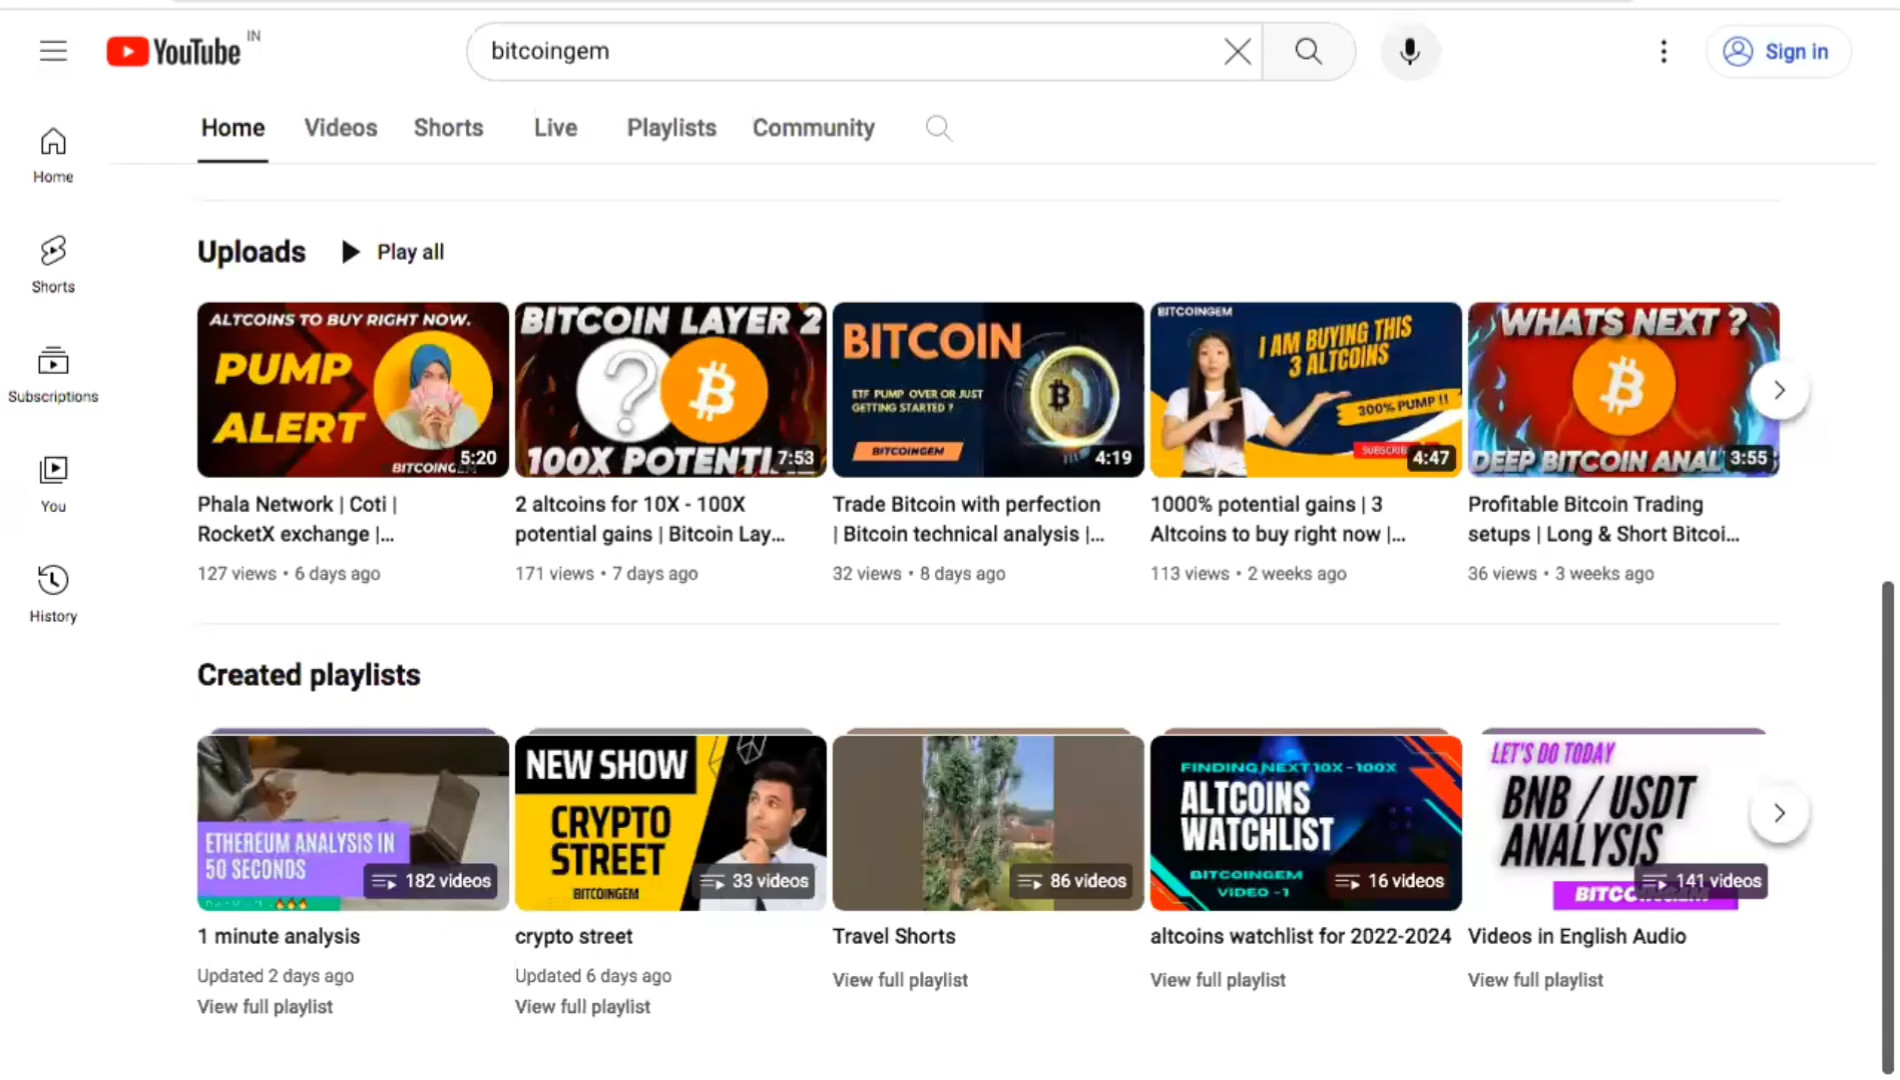 YouTube IN
bitcoingem
Sign in
Home
Videos
Shorts
Live
Playlists
Community
Home
Shorts
Subscriptions
You
History
Uploads
Play all
ALTCOINS TO BUY RIGHT NOW.
PUMP
ALERT
5:20
BITCOIN LAYER 2
?
100X
7:53
BITCOIN
ETF PUMP OVER OR JUST
GETTING STARTED ?
BITCOINGEM
4:19
BITCOINGEM
I AM BUYING THIS
3 ALTCOINS
300% PUMP !!
4:47
WHATS NEXT ?
DEEP BITCOIN
3:55
Phala Network | Coti |
RocketX exchange |...
127 views • 6 days ago
2 altcoins for 10X - 100X
potential gains | Bitcoin Lay...
171 views • 7 days ago
Trade Bitcoin with perfection
| Bitcoin technical analysis |...
32 views • 8 days ago
1000% potential gains | 3
Altcoins to buy right now |...
113 views • 2 weeks ago
Profitable Bitcoin Trading
setups | Long & Short Bitcoi...
36 views • 3 weeks ago
Created playlists
ETHEREUM ANALYSIS IN
50 SECONDS
182 videos
NEW SHOW
CRYPTO
STREET
BITCOINGEM
33 videos
86 videos
FINDING NEXT 10X - 100X
ALTCOINS
WATCHLIST
BITCOINGEM
VIDEO - 1
16 videos
LET'S DO TODAY
BNB / USDT
ANALYSIS
141 videos
1 minute analysis
Updated 2 days ago
View full playlist
crypto street
Updated 6 days ago
View full playlist
Travel Shorts
View full playlist
altcoins watchlist for 2022-2024
View full playlist
Videos in English Audio
View full playlist